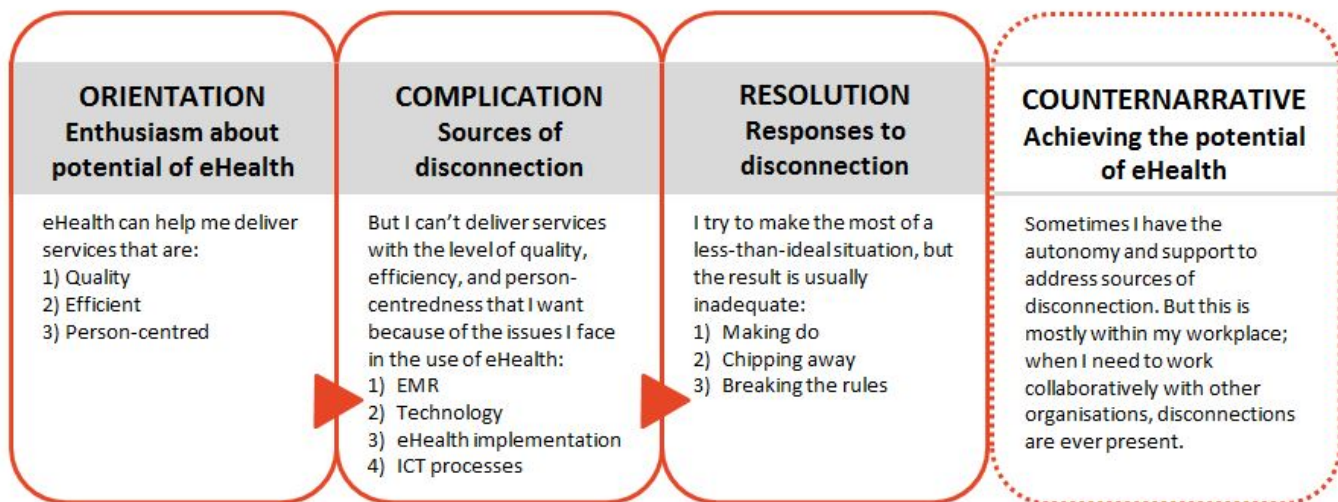 ORIENTATION
Enthusiasm about
potential of eHealth
eHealth can help me deliver
services that are:
1) Quality
2) Efficient
3) Person-centred
COMPLICATION
Sources of
disconnection
But I can’t deliver services
with the level of quality,
efficiency, and person-
centredness that I want
because of the issues I face
in the use of eHealth:
1) EMR
2) Technology
3) eHealth implementation
4) ICT processes
RESOLUTION
Responses to
disconnection
I try to make the most of a
less-than-ideal situation, but
the result is usually
inadequate:
1) Making do
2) Chipping away
3) Breaking the rules
COUNTERNARRATIVE
Achieving the potential
of eHealth
Sometimes I have the
autonomy and support to
address sources of
disconnection. But this is
mostly within my workplace;
when I need to work
collaboratively with other
organisations, disconnections
are ever present.